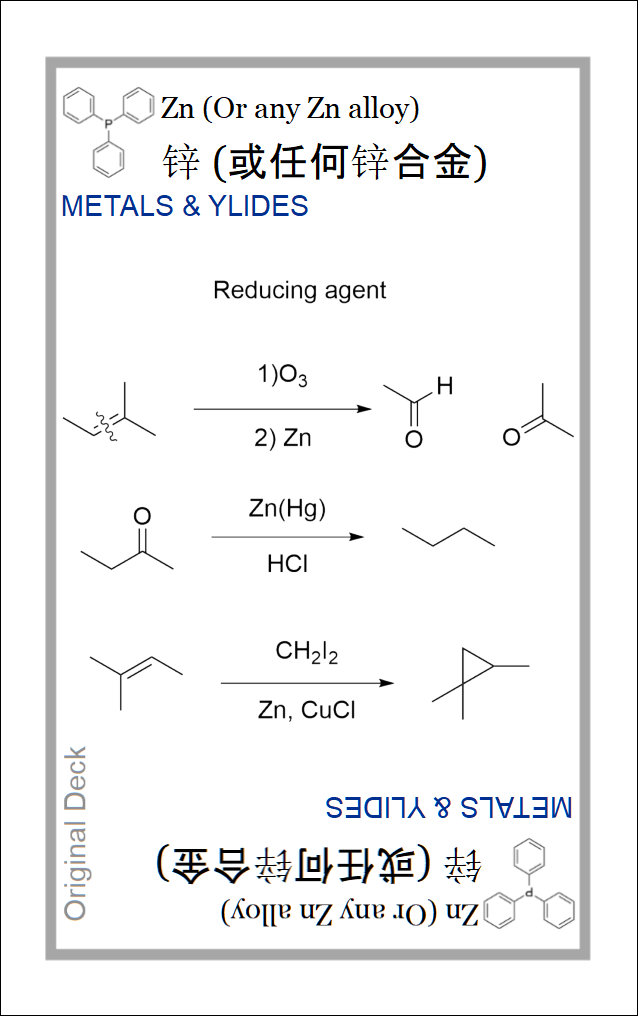 P
Zn (Or any Zn alloy)
锌 (或任何锌合金)
METALS & YLIDES
Reducing agent
1)O₃
2) Zn
H
O
O
O
Zn(Hg)
HCl
CH₂I₂
Zn, CuCl
Original Deck
METALS & YLIDES
锌 (或任何锌合金)
Zn (Or any Zn alloy)
P